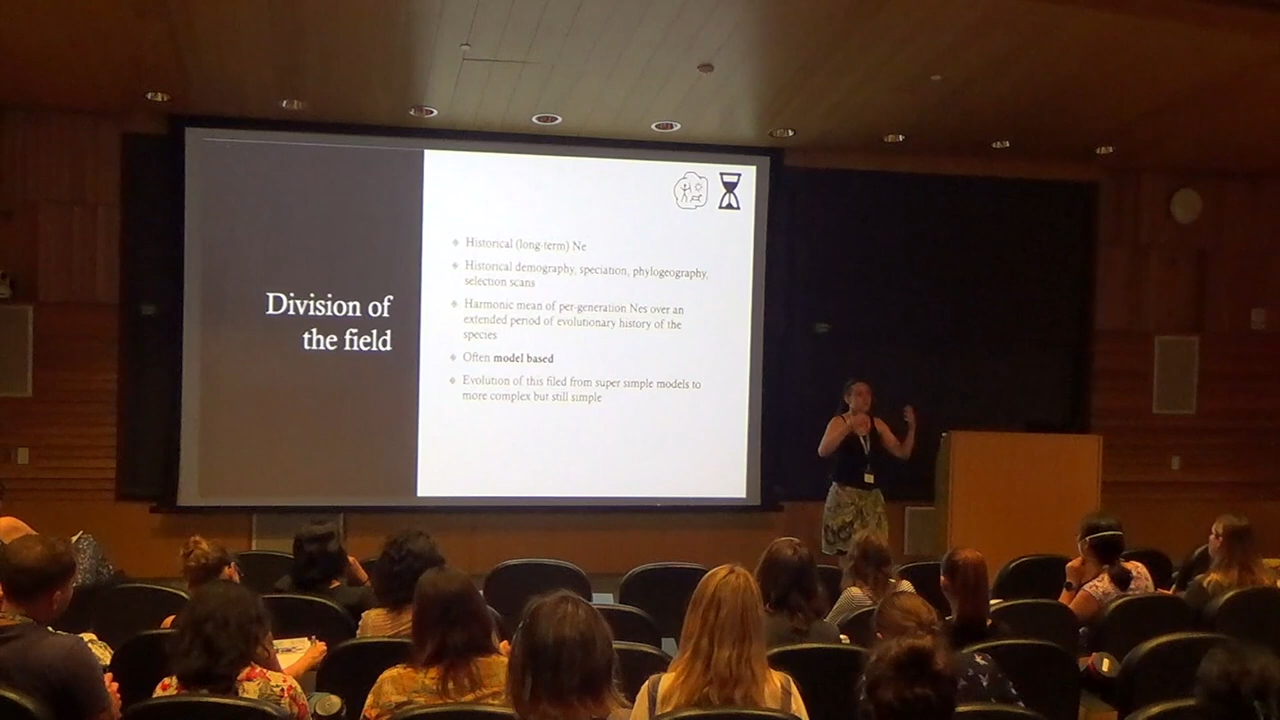 Division of
the field
Historical (long-term) Ne
Historical demography, speciation, phylogeography,
selection scans
Harmonic mean of per-generation Nes over an
extended period of evolutionary history of the
species
Often model based
Evolution of this filed from super simple models to
more complex but still simple